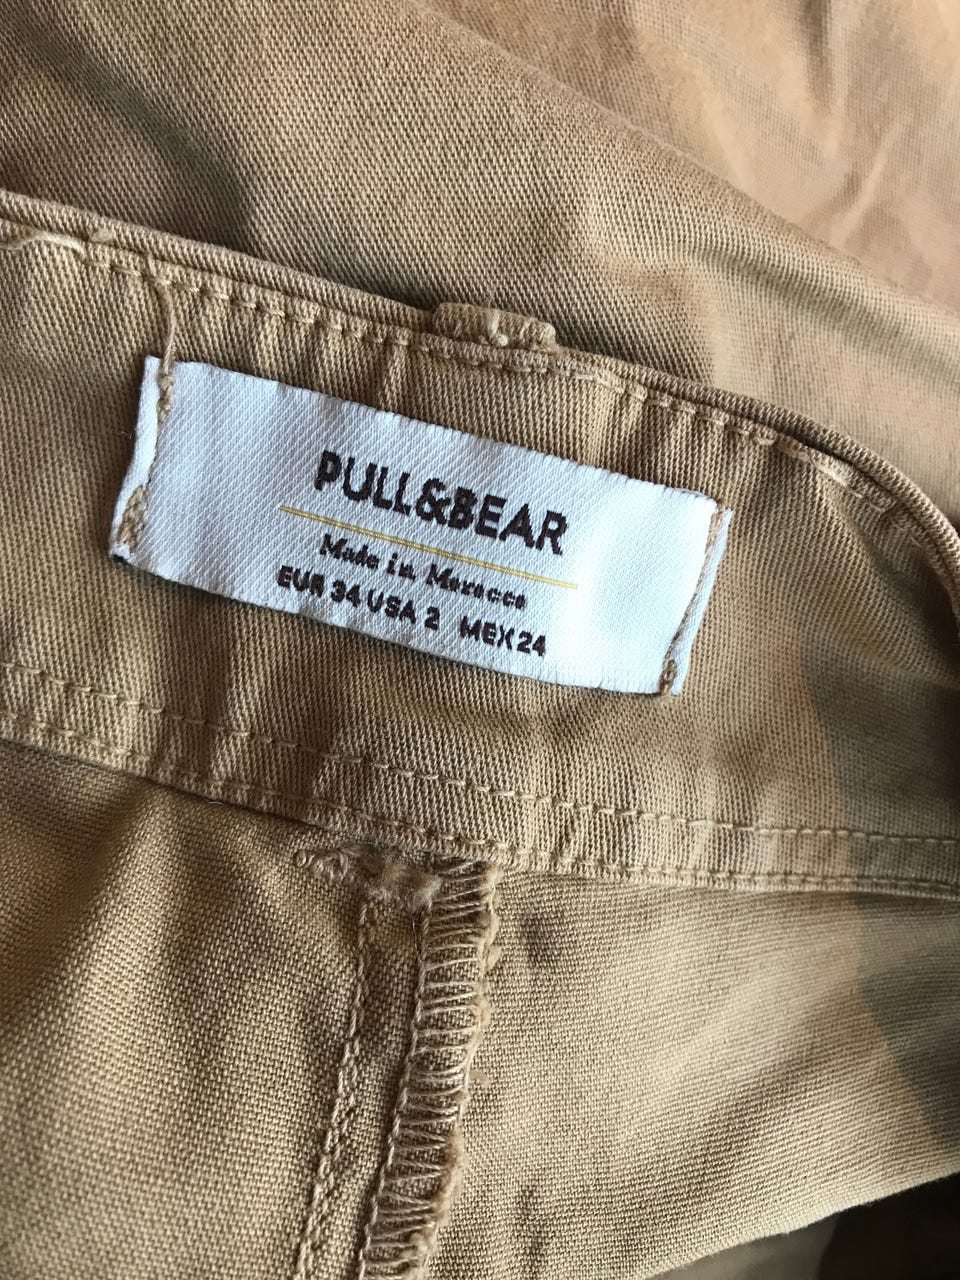 PULL&BEAR
Made in Morocco
EUR 34 USA 2 MEX 24